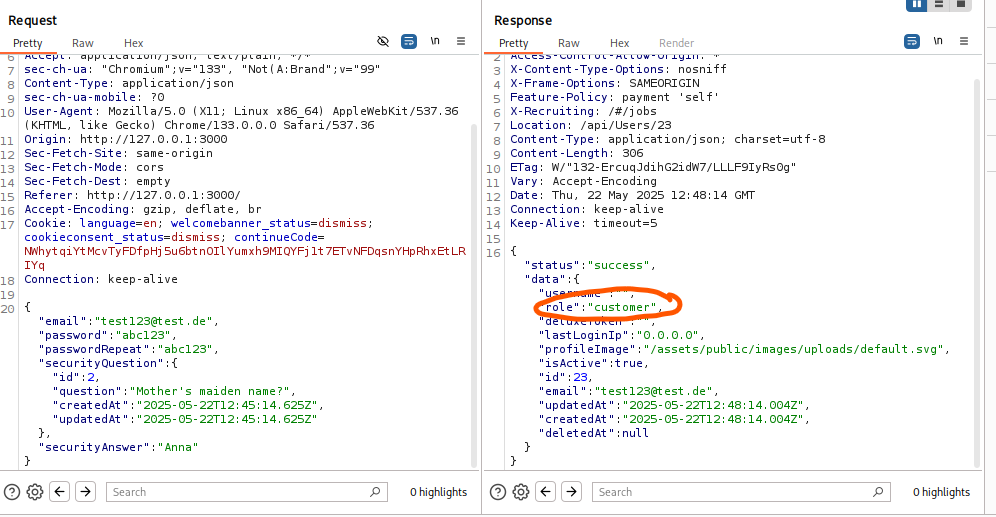 Request
Pretty Raw Hex
\n
6 Accept: application/json, text/plain, */*
7 sec-ch-ua: "Chromium";v="133", "Not(A:Brand";v="99"
8 Content-Type: application/json
9 sec-ch-ua-mobile: ?0
10 User-Agent: Mozilla/5.0 (X11; Linux x86_64) AppleWebKit/537.36
(KHTML, like Gecko) Chrome/133.0.0.0 Safari/537.36
11 Origin: http://127.0.0.1:3000
12 Sec-Fetch-Site: same-origin
13 Sec-Fetch-Mode: cors
14 Sec-Fetch-Dest: empty
15 Referer: http://127.0.0.1:3000/
16 Accept-Encoding: gzip, deflate, br
17 Cookie: language=en; welcomebanner_status=dismiss;
cookieconsent_status=dismiss; continueCode=
NWhytqiYtMcvTyFDfpHj5u6btnOIlYumxh9MIQYFj1t7ETvNFDqsnYHpRhxEtLR
IYq
18 Connection: keep-alive
19
20 {
"email":"test123@test.de",
"password":"abc123",
"passwordRepeat":"abc123",
"securityQuestion":{
"id":2,
"question":"Mother's maiden name?",
"createdAt":"2025-05-22T12:45:14.625Z",
"updatedAt":"2025-05-22T12:45:14.625Z"
},
"securityAnswer":"Anna"
}
Search
0 highlights
Response
Pretty Raw Hex Render
\n
2 Access-Control-Allow-Origin: *
3 X-Content-Type-Options: nosniff
4 X-Frame-Options: SAMEORIGIN
5 Feature-Policy: payment 'self'
6 X-Recruiting: /#/jobs
7 Location: /api/Users/23
8 Content-Type: application/json; charset=utf-8
9 Content-Length: 306
10 ETag: W/"132-ErcuqJdihG2idW7/LLLF9IyRs0g"
11 Vary: Accept-Encoding
12 Date: Thu, 22 May 2025 12:48:14 GMT
13 Connection: keep-alive
14 Keep-Alive: timeout=5
15
16 {
"status":"success",
"data":{
"username":"",
"role":"customer",
"deluxeToken":"",
"lastLoginIp":"0.0.0.0",
"profileImage":"/assets/public/images/uploads/default.svg",
"isActive":true,
"id":23,
"email":"test123@test.de",
"updatedAt":"2025-05-22T12:48:14.004Z",
"createdAt":"2025-05-22T12:48:14.004Z",
"deletedAt":null
}
}
Search
0 highlights